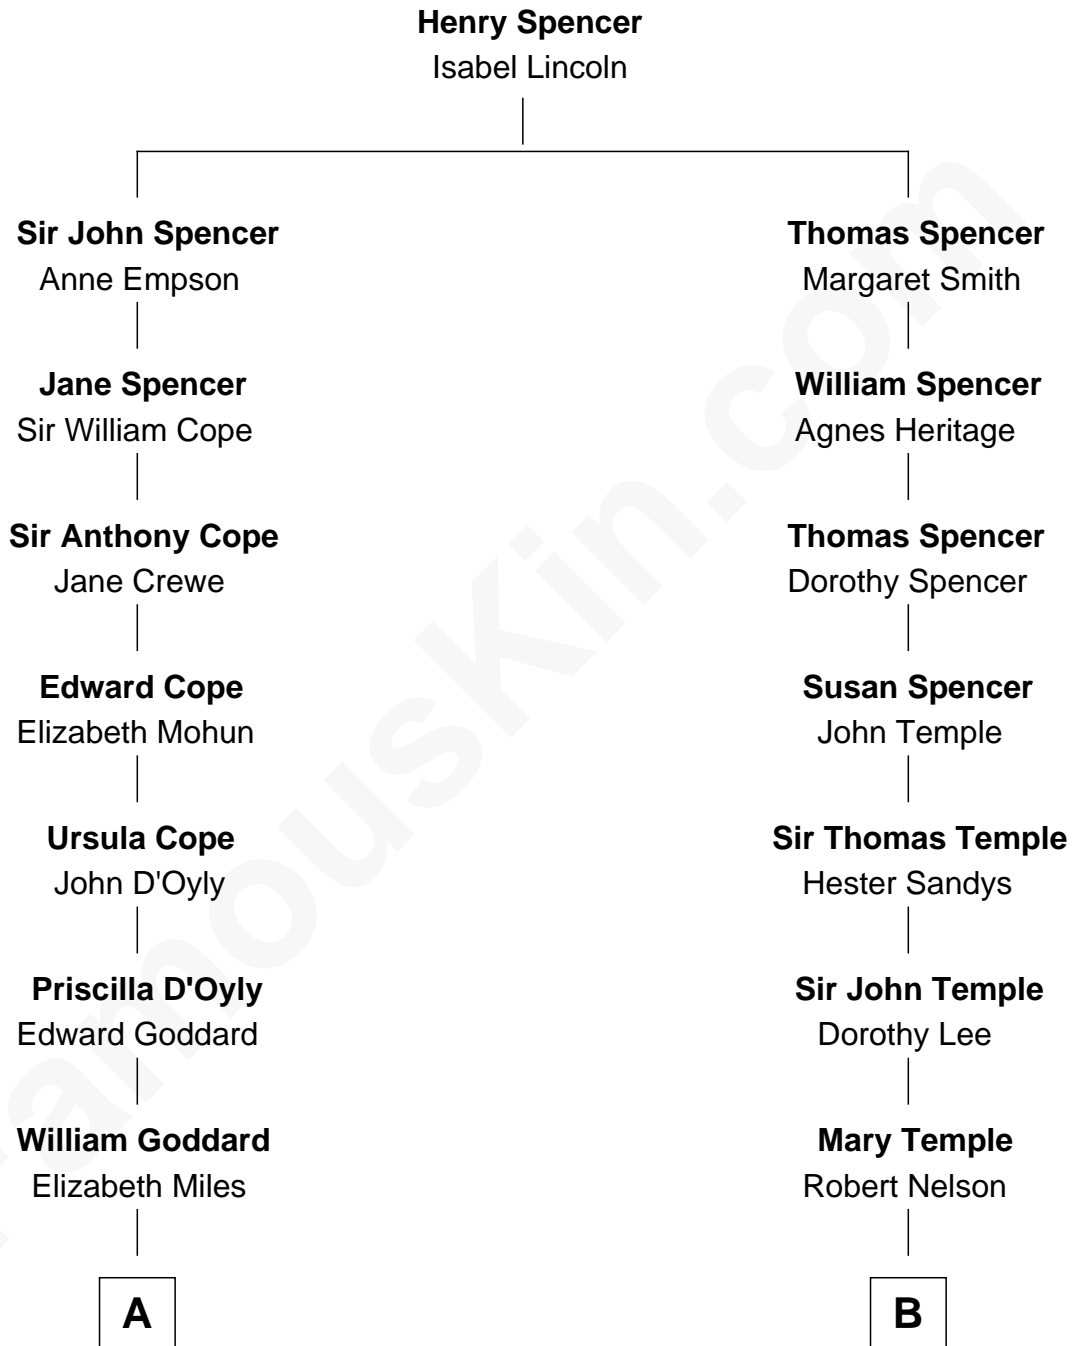 Henry Spencer
Isabel Lincoln
Sir John Spencer
Anne Empson
Thomas Spencer
Margaret Smith
Jane Spencer
Sir William Cope
William Spencer
Agnes Heritage
Sir Anthony Cope
Jane Crewe
Thomas Spencer
Dorothy Spencer
Edward Cope
Elizabeth Mohun
Susan Spencer
John Temple
Ursula Cope
John D'Oyly
Sir Thomas Temple
Hester Sandys
Priscilla D'Oyly
Edward Goddard
Sir John Temple
Dorothy Lee
William Goddard
Elizabeth Miles
Mary Temple
Robert Nelson
A
B
FamousKin.com